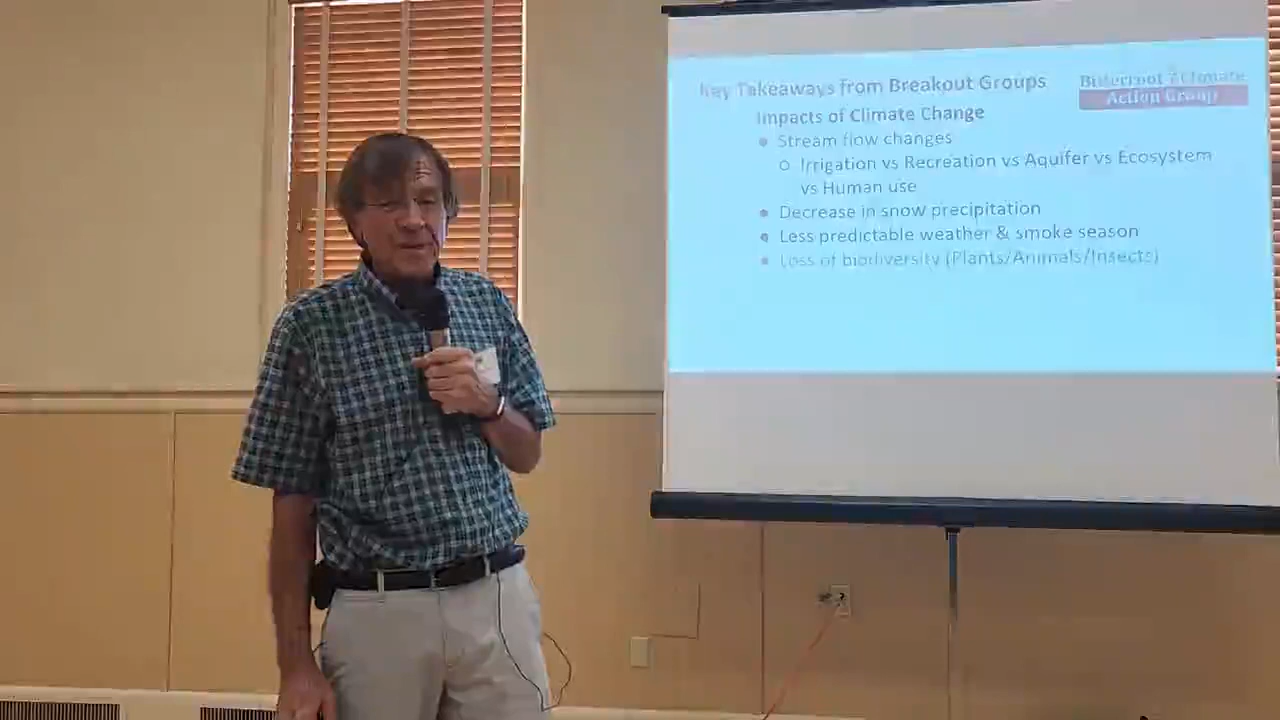 Key Takeaways from Breakout Groups
Bitterroot Climate
Action Group
Impacts of Climate Change
• Stream flow changes
o Irrigation vs Recreation vs Aquifer vs Ecosystem
vs Human use
• Decrease in snow precipitation
• Less predictable weather & smoke season
• Loss of biodiversity (Plants/Animals/Insects)